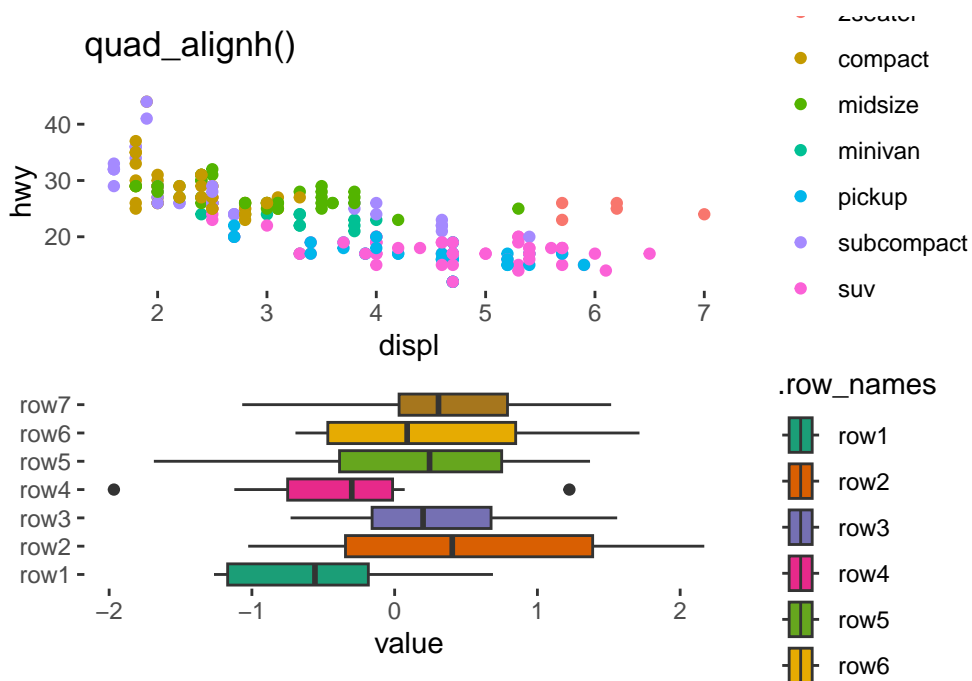 quad_alignh()
compact
midsize
minivan
pickup
subcompact
suv
hwy
40
30
20
2 3 4 5 6 7
displ
row7
row6
row5
row4
row3
row2
row1
−2 −1 0 1 2
value
.row_names
row1
row2
row3
row4
row5
row6